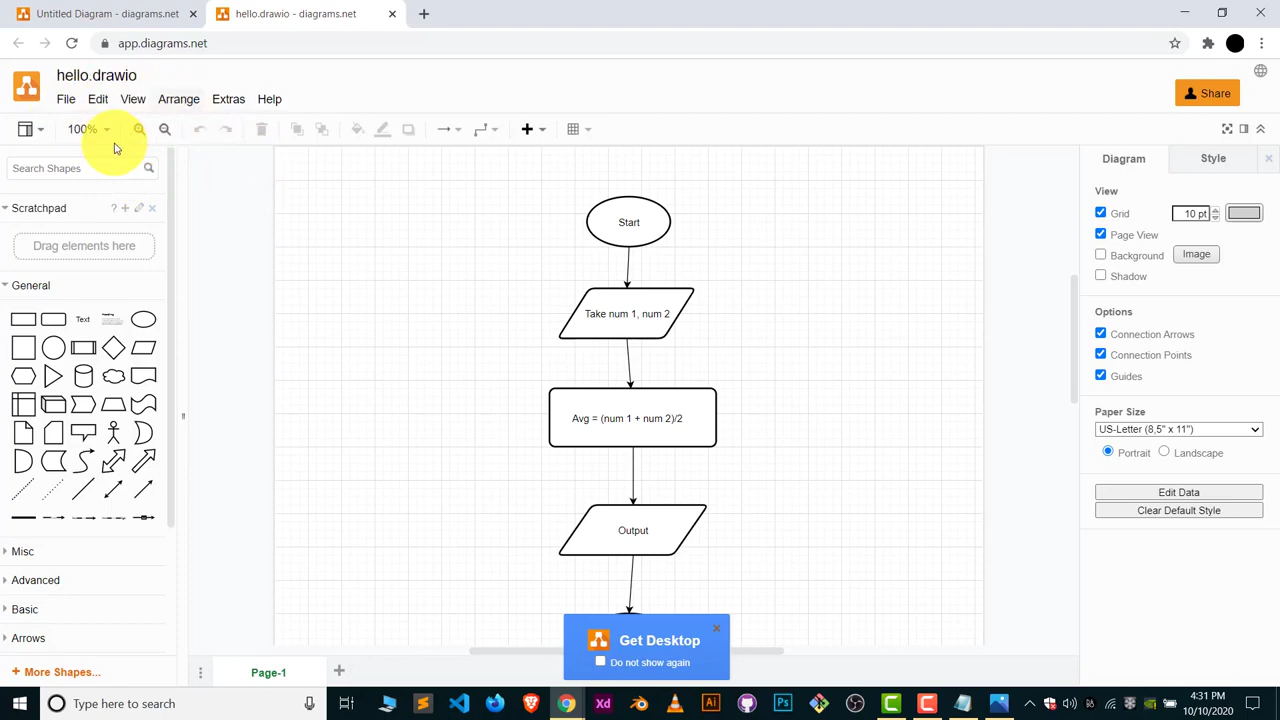 Untitled Diagram - diagrams.net
hello.drawio - diagrams.net
app.diagrams.net
hello.drawio
File Edit View Arrange Extras Help
Share
100%
Search Shapes
Scratchpad
Drag elements here
General
Text
Misc
Advanced
Basic
Arrows
+ More Shapes...
Start
Take num 1, num 2
Avg = (num 1 + num 2)/2
Output
Get Desktop
Do not show again
Page-1
Diagram
Style
View
Grid
10 pt
Page View
Background
Image
Shadow
Options
Connection Arrows
Connection Points
Guides
Paper Size
US-Letter (8,5" x 11")
Portrait
Landscape
Edit Data
Clear Default Style
Type here to search
Xd
Ai
Ps
4:31 PM
10/10/2020